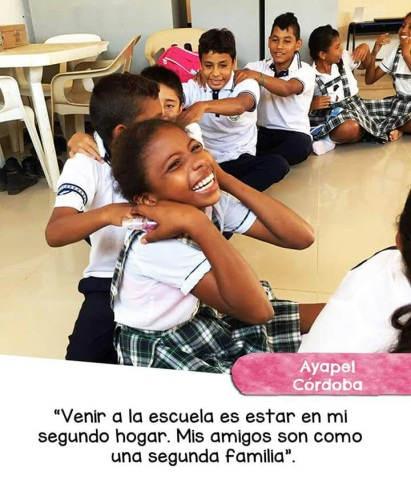 Ayapel
Córdoba
“Venir a la escuela es estar en mi
segundo hogar. Mis amigos son como
una segunda familia”.